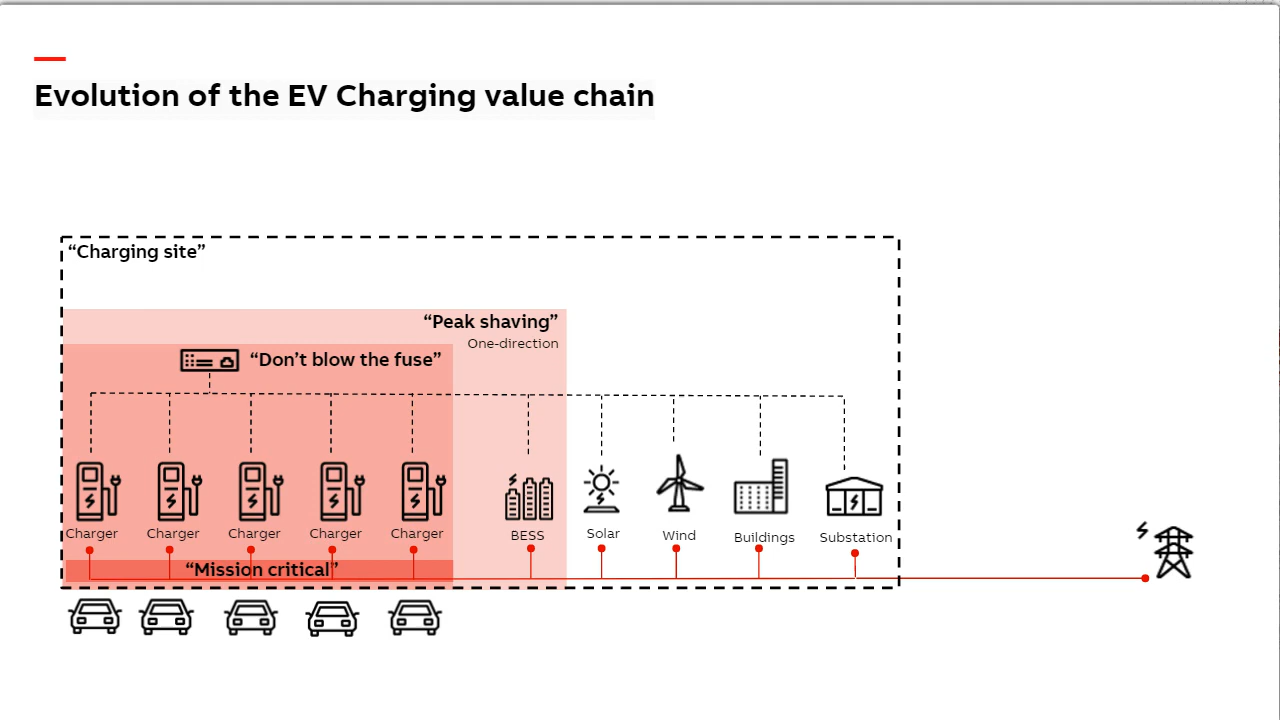 Evolution of the EV Charging value chain
“Charging site”
“Peak shaving”
One-direction
“Don’t blow the fuse”
Charger
Charger
Charger
Charger
Charger
BESS
Solar
Wind
Buildings
Substation
“Mission critical”